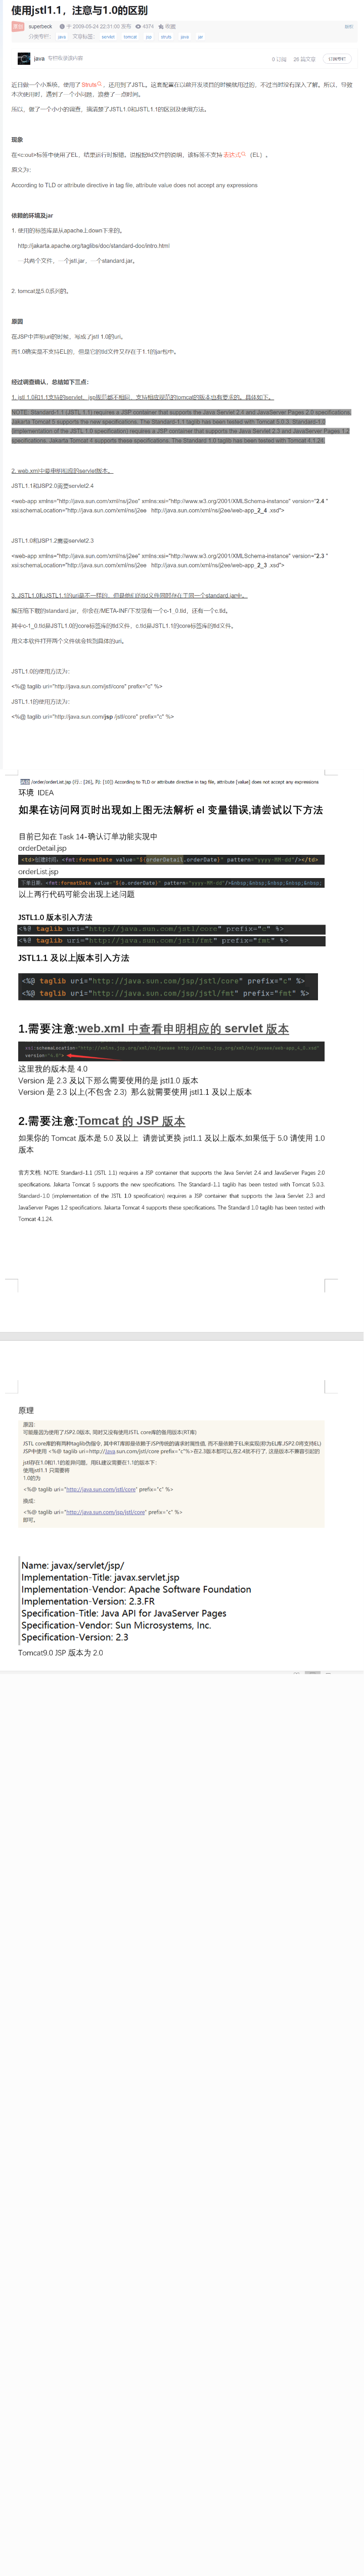 使用jstl1.1，注意与1.0的区别
superbeck 于 2009-05-24 22:51:00 发布 4374 收藏
分类专栏： java 文章标签： servlet tomcat jsp struts java jar
java 专栏收录该内容
0 订阅 26 篇文章 订阅专栏
近日做一个小系统，使用了Struts，还用到了JSTL。
所以，做了一个小小的调查，搞清楚了JSTL1.0和JSTL1.1的区别及使用方法。
现象
在<c:out>标签中使用了EL，结果运行时报错。说根据tld文件的说明，该标签不支持 表达式 （EL）。
英文为：
According to TLD or attribute directive in tag file, attribute value does not accept any expressions
依赖的环境及jar
1. 使用的标签库是从apache上down下来的。
http://jakarta.apache.org/taglibs/doc/standard-doc/intro.html
一共两个文件，一个jstl.jar，一个standard.jar。
2. tomcat是5.0系列的。
原因
在JSP中声明uri的时候，写成了jstl 1.0的uri。
而1.0确实是不支持EL的，但是它的tld文件又存在于1.1的jar包中。
经过调查确认，总结如下三点：
1. jstl 1.0和1.1支持的servlet、jsp规范都不相同，支持相应规范的tomcat的版本也有要求的。具体如下。
NOTE: Standard-1.1 (JSTL 1.1) requires a JSP container that supports the Java Servlet 2.4 and JavaServer Pages 2.0 specifications.
Jakarta Tomcat 5 supports the new specifications. The Standard-1.1 taglib has been tested with Tomcat 5.0.3. Standard-1.0
(implementation of the JSTL 1.0 specification) requires a JSP container that supports the Java Servlet 2.3 and JavaServer Pages 1.2
specifications. Jakarta Tomcat 4 supports these specifications. The Standard 1.0 taglib has been tested with Tomcat 4.1.24.
2. web.xml中要申明相应的servlet版本。
JSTL1.1和JSP2.0需要servlet2.4
<web-app xmlns="http://java.sun.com/xml/ns/j2ee" xmlns:xsi="http://www.w3.org/2001/XMLSchema-instance" version="2.4 "
xsi:schemaLocation="http://java.sun.com/xml/ns/j2ee http://java.sun.com/xml/ns/j2ee/web-app_2_4 .xsd">
JSTL1.0和JSP1.2需要servlet2.3
<web-app xmlns="http://java.sun.com/xml/ns/j2ee" xmlns:xsi="http://www.w3.org/2001/XMLSchema-instance" version="2.3 "
xsi:schemaLocation="http://java.sun.com/xml/ns/j2ee http://java.sun.com/xml/ns/j2ee/web-app_2_3 .xsd">
3. JSTL1.0和JSTL1.1的uri是不一样的，但是他们的tld文件同时存在于同一个standard.jar中。
解压缩下载的standard.jar，你会在/META-INF/下发现有一个c-1_0.tld，还有一个c.tld。
其中c-1_0.tld是JSTL1.0的core标签库的tld文件，c.tld是JSTL1.1的core标签库的tld文件。
用文本软件打开两个文件就会找到具体的uri。
JSTL1.0的使用方法为：
<%@ taglib uri="http://java.sun.com/jstl/core" prefix="c" %>
JSTL1.1的使用方法为：
<%@ taglib uri="http://java.sun.com/jsp /jstl/core" prefix="c" %>
消息 /order/orderList.jsp (行.: [26], 列: [10]) According to TLD or attribute directive in tag file, attribute [value] does not accept any expressions
环境 IDEA
如果在访问网页时出现如上图无法解析 el 变量错误,请尝试以下方法
目前已知在 Task 14-确认订单功能实现中
orderDetail.jsp
<td>创建时间：<fmt:formatDate value="${orderDetail.orderDate}" pattern="yyyy-MM-dd"/></td>
orderList.jsp
下单日期：<fmt:formatDate value="${o.orderDate}" pattern="yyyy-MM-dd"/>&nbsp;&nbsp;&nbsp;&nbsp;&nbsp;
以上两行代码可能会出现上述问题
JSTL1.0 版本引入方法
<%@ taglib uri="http://java.sun.com/jstl/core" prefix="c" %>
<%@ taglib uri="http://java.sun.com/jstl/fmt" prefix="fmt" %>
JSTL1.1 及以上版本引入方法
<%@ taglib uri="http://java.sun.com/jsp/jstl/core" prefix="c" %>
<%@ taglib uri="http://java.sun.com/jsp/jstl/fmt" prefix="fmt" %>
1.需要注意:web.xml 中查看申明相应的 servlet 版本
xsi:schemaLocation="http://xmlns.jcp.org/xml/ns/javaee http://xmlns.jcp.org/xml/ns/javaee/web-app_4_0.xsd"
version="4.0">
这里我的版本是 4.0
Version 是 2.3 及以下那么需要使用的是 jstl1.0 版本
Version 是 2.3 以上(不包含 2.3) 那么就需要使用 jstl1.1 及以上版本
2.需要注意:Tomcat 的 JSP 版本
如果你的 Tomcat 版本是 5.0 及以上 请尝试更换 jstl1.1 及以上版本,如果低于 5.0 请使用 1.0
版本
官方文档. NOTE: Standard-1.1 (JSTL 1.1) requires a JSP container that supports the Java Servlet 2.4 and JavaServer Pages 2.0
specifications. Jakarta Tomcat 5 supports the new specifications. The Standard-1.1 taglib has been tested with Tomcat 5.0.3.
Standard-1.0 (implementation of the JSTL 1.0 specification) requires a JSP container that supports the Java Servlet 2.3 and
JavaServer Pages 1.2 specifications. Jakarta Tomcat 4 supports these specifications. The Standard 1.0 taglib has been tested with
Tomcat 4.1.24.
原理
原因:
可能是因为使用了JSP2.0版本, 同时又没有使用JSTL core库的备用版本(RT库)
JSTL core库的有两种taglib伪指令, 其中RT库即是依赖于JSP传统的请求时属性值, 而不是依赖于EL来实现(称为EL库.JSP2.0将支持EL)
JSP中使用 <%@ taglib uri=http://java.sun.com/jstl/core prefix="c"%>在2.3版本都可以,在2.4就不行了, 这是版本不兼容引起的
jstl存在1.0和1.1的差异问题，用EL建议需要在1.1的版本下；
使用jstl1.1 只需要将
1.0的为
<%@ taglib uri="http://java.sun.com/jstl/core" prefix="c" %>
换成：
<%@ taglib uri="http://java.sun.com/jsp/jstl/core" prefix="c" %>
即可。
Name: javax/servlet/jsp/
Implementation-Title: javax.servlet.jsp
Implementation-Vendor: Apache Software Foundation
Implementation-Version: 2.3.FR
Specification-Title: Java API for JavaServer Pages
Specification-Vendor: Sun Microsystems, Inc.
Specification-Version: 2.3
Tomcat9.0 JSP 版本为 2.0